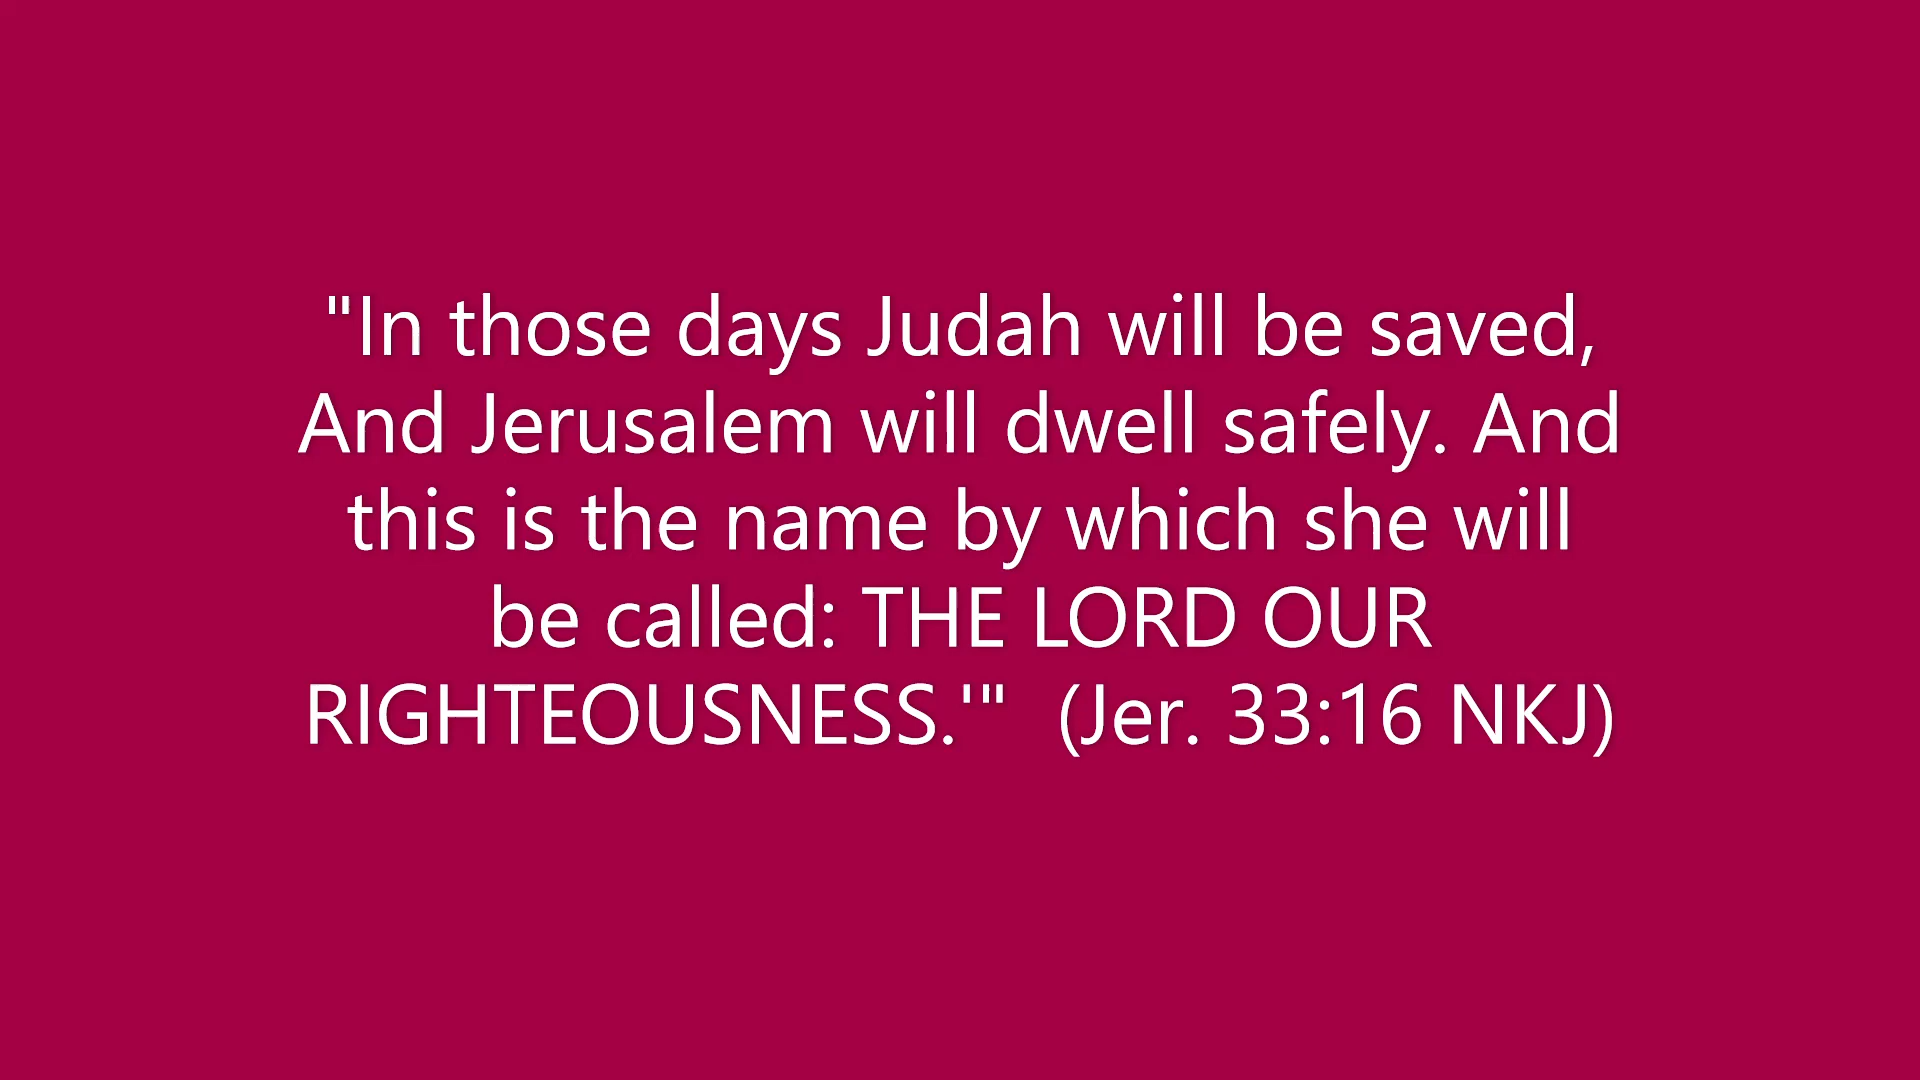 "In those days Judah will be saved,
And Jerusalem will dwell safely. And
this is the name by which she will
be called: THE LORD OUR
RIGHTEOUSNESS.'"  (Jer. 33:16 NKJ)